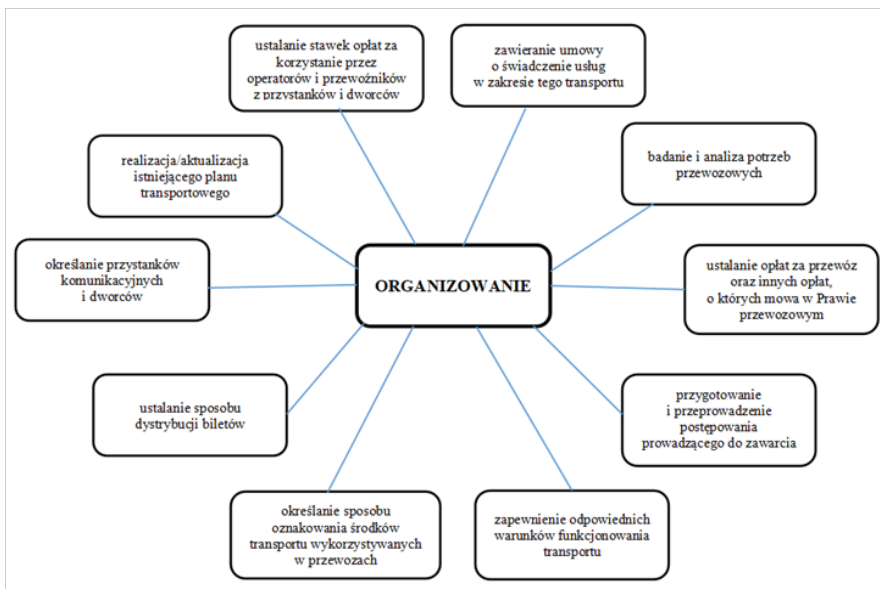 ustalanie stawek opłat za
korzystanie przez
operatorów i przewoźników
z przystanków i dworców
zawieranie umowy
o świadczenie usług
w zakresie tego transportu
realizacja/aktualizacja
istniejącego planu
transportowego
badanie i analiza potrzeb
przewozowych
określanie przystanków
komunikacyjnych
i dworców
ORGANIZOWANIE
ustalanie opłat za przewóz
oraz innych opłat,
o których mowa w Prawie
przewozowym
ustalanie sposobu
dystrybucji biletów
przygotowanie
i przeprowadzenie
postępowania
prowadzącego do zawarcia
określanie sposobu
oznakowania środków
transportu wykorzystywanych
w przewozach
zapewnienie odpowiednich
warunków funkcjonowania
transportu